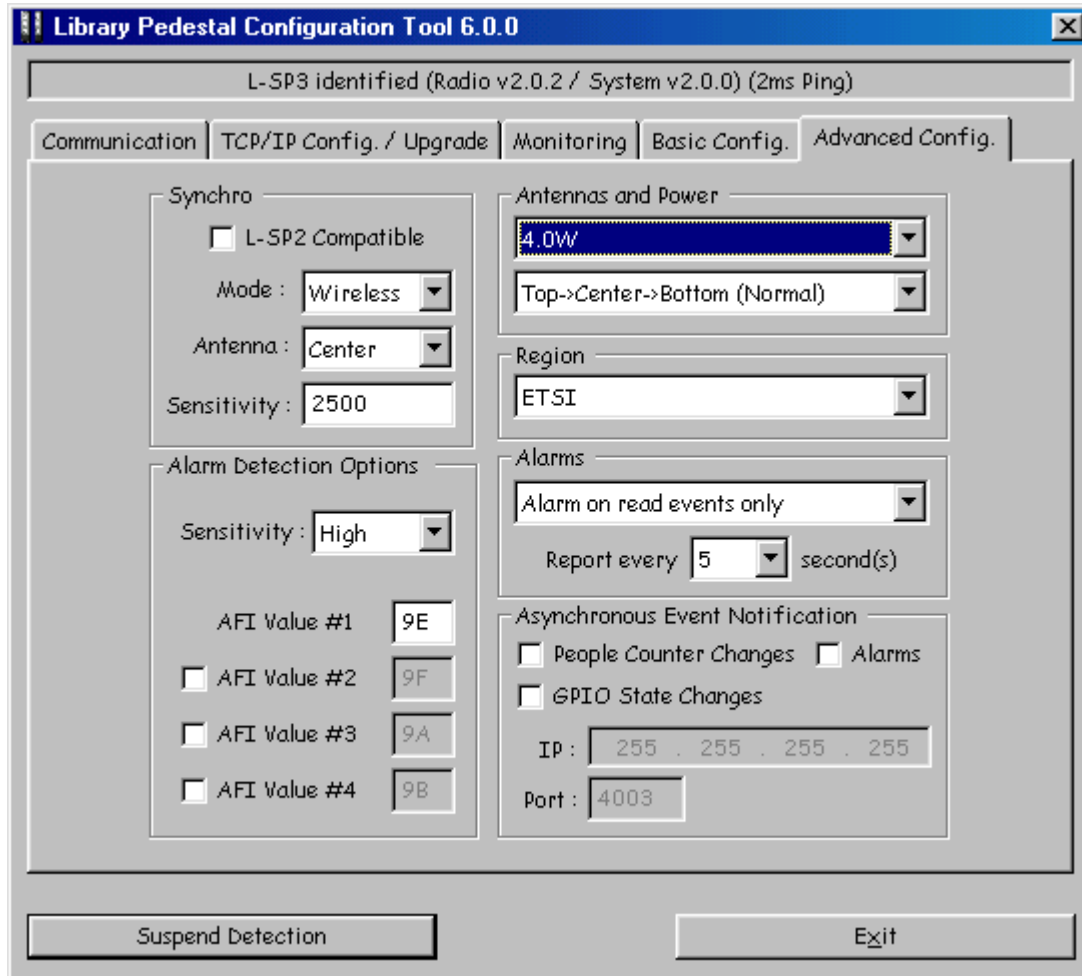 Library Pedestal Configuration Tool 6.0.0
L-SP3 identified (Radio v2.0.2 / System v2.0.0) (2ms Ping)
Communication
TCP/IP Config. / Upgrade
Monitoring
Basic Config.
Advanced Config.
Synchro
L-SP2 Compatible
Mode : Wireless
Antenna : Center
Sensitivity : 2500
Alarm Detection Options
Sensitivity : High
AFI Value #1 9E
AFI Value #2 9F
AFI Value #3 9A
AFI Value #4 9B
Antennas and Power
4.0W
Top->Center->Bottom (Normal)
Region
ETSI
Alarms
Alarm on read events only
Report every 5 second(s)
Asynchronous Event Notification
People Counter Changes Alarms
GPIO State Changes
IP : 255 . 255 . 255 . 255
Port : 4003
Suspend Detection
Exit